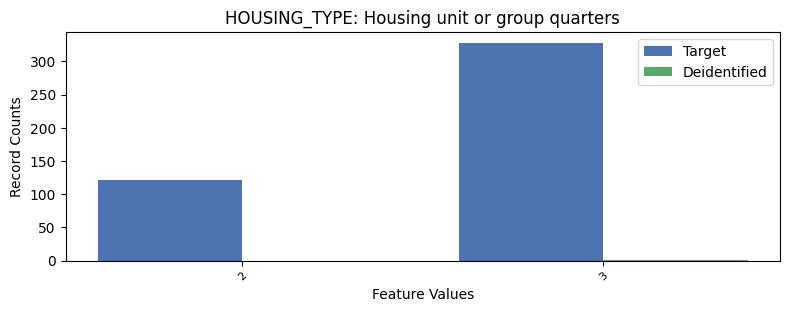 HOUSING_TYPE: Housing unit or group quarters
Target
Deidentified
Record Counts
300
250
200
150
100
50
0
2
3
Feature Values